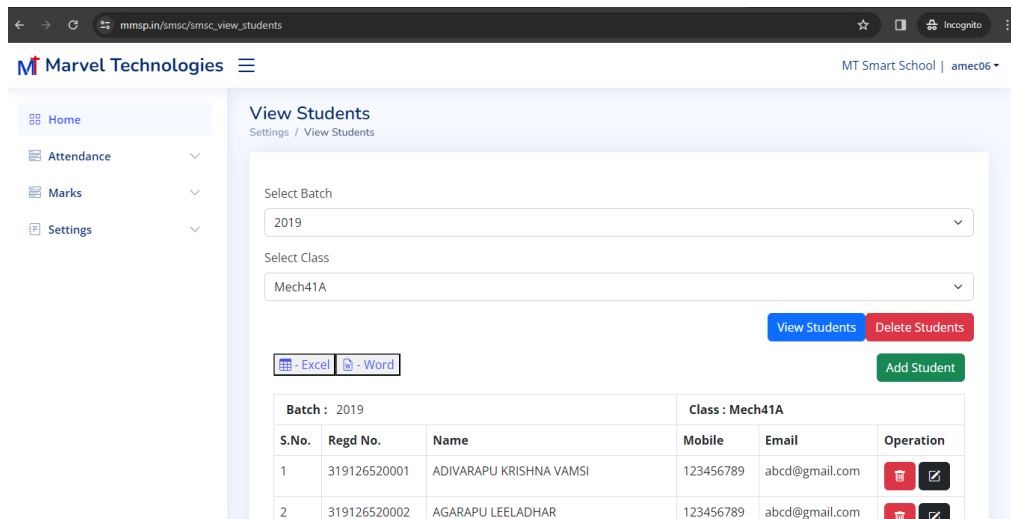 mmsp.in/smsc/smsc_view_students
Incognito
MT Marvel Technologies
MT Smart School | amec06
Home
Attendance
Marks
Settings
View Students
Settings / View Students
Select Batch
2019
Select Class
Mech41A
View Students Delete Students
- Excel - Word
Add Student
Batch : 2019 Class : Mech41A
S.No. Regd No. Name Mobile Email Operation
1 319126520001 ADIVARAPU KRISHNA VAMSI 123456789 abcd@gmail.com
2 319126520002 AGARAPU LEELADHAR 123456789 abcd@gmail.com